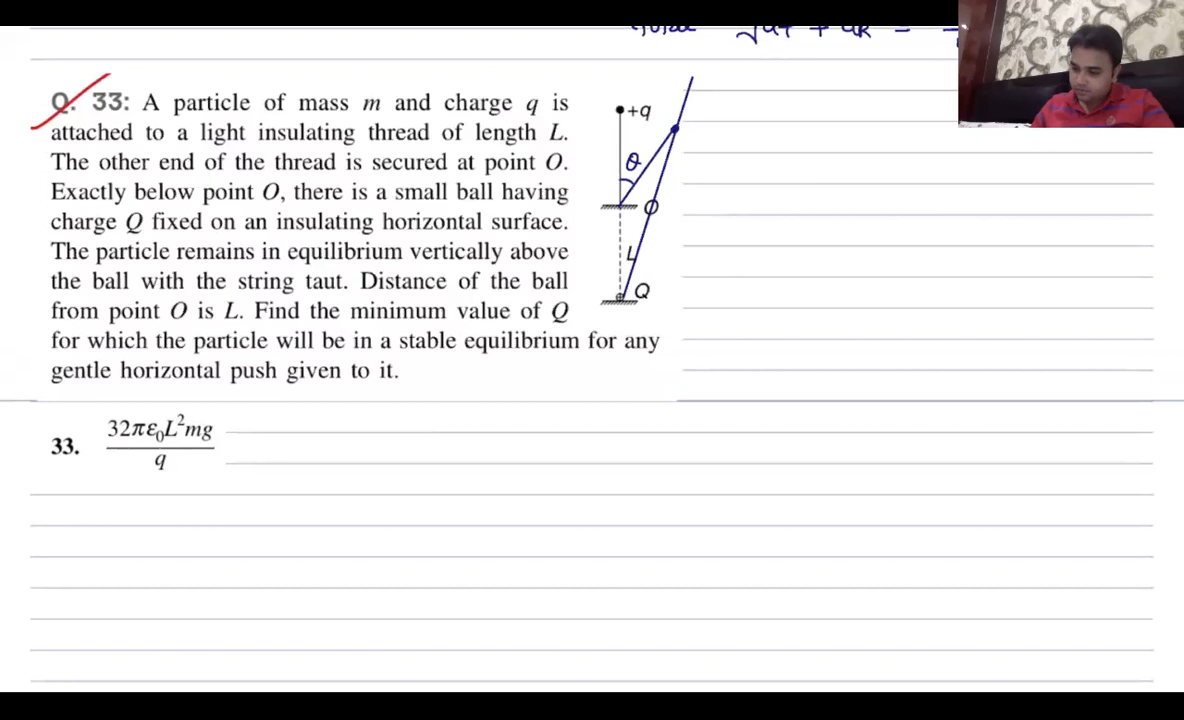 Q. 33: A particle of mass m and charge q is
attached to a light insulating thread of length L.
The other end of the thread is secured at point O.
Exactly below point O, there is a small ball having
charge Q fixed on an insulating horizontal surface.
The particle remains in equilibrium vertically above
the ball with the string taut. Distance of the ball
from point O is L. Find the minimum value of Q
for which the particle will be in a stable equilibrium for any
gentle horizontal push given to it.
+q
θ
O
L
Q
33. 32πε₀L²mg
q